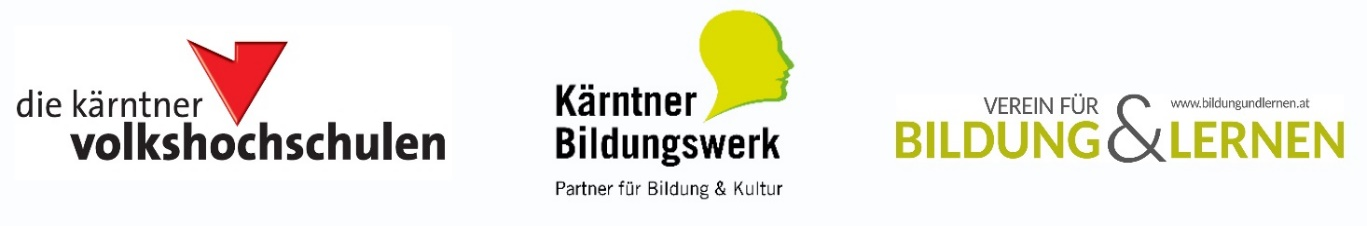 die kärntner
volkshochschulen
Kärntner
Bildungswerk
Partner für Bildung & Kultur
VEREIN FÜR
www.bildungundlernen.at
BILDUNG & LERNEN